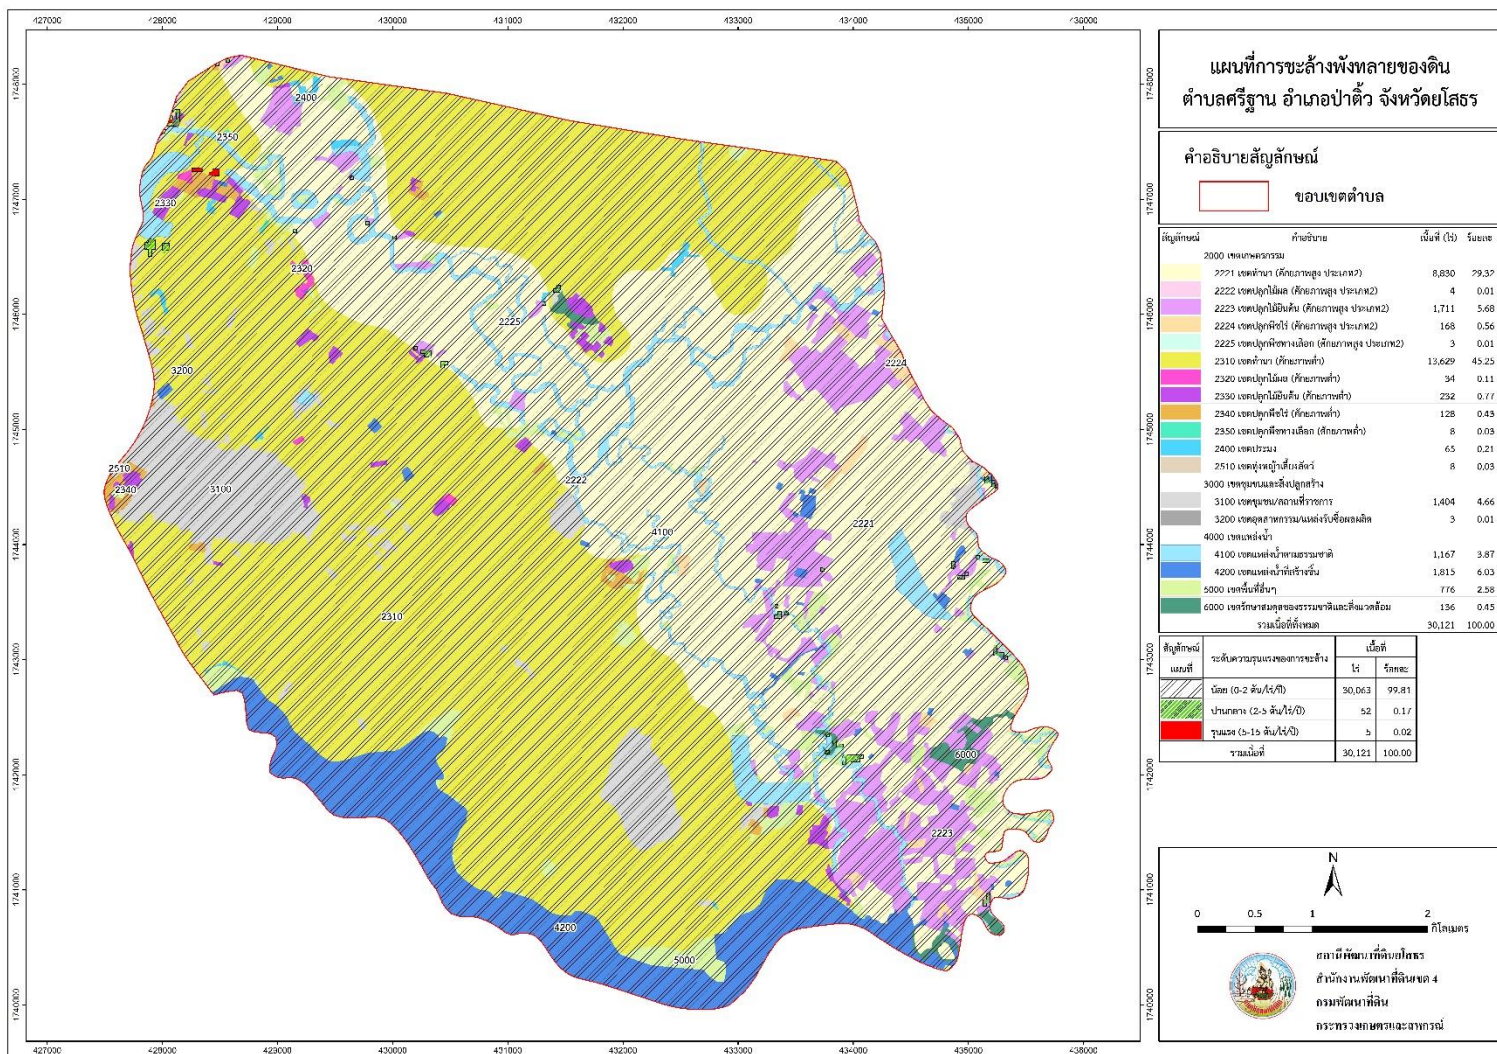 427000 428000 429000 430000 431000 432000 433000 434000 435000 436000
1748000 1747000 1746000 1745000 1744000 1743000 1742000 1741000 1740000
2400
2350
2330
2320
2225
2224
3200
2510
2340
3100
2222
4100
2221
2310
6000
2223
4200
5000
1748000 1747000 1746000 1745000 1744000 1743000 1742000 1741000 1740000
427000 428000 429000 430000 431000 432000 433000 434000 435000 436000
แผนที่การชะล้างพังทลายของดิน
ตำบลศรีฐาน อำเภอป่าติ้ว จังหวัดยโสธร
คำอธิบายสัญลักษณ์
ขอบเขตตำบล
สัญลักษณ์ คำอธิบาย เนื้อที่ (ไร่) ร้อยละ
2000 เขตเกษตรกรรม
2221 เขตทำนา (ศักยภาพสูง ประเภท2) 8,830 29.32
2222 เขตปลูกไม้ผล (ศักยภาพสูง ประเภท2) 4 0.01
2223 เขตปลูกไม้ยืนต้น (ศักยภาพสูง ประเภท2) 1,711 5.68
2224 เขตปลูกพืชไร่ (ศักยภาพสูง ประเภท2) 168 0.56
2225 เขตปลูกพืชทางเลือก (ศักยภาพสูง ประเภท2) 3 0.01
2310 เขตทำนา (ศักยภาพต่ำ) 13,629 45.25
2320 เขตปลูกไม้ผล (ศักยภาพต่ำ) 34 0.11
2330 เขตปลูกไม้ยืนต้น (ศักยภาพต่ำ) 232 0.77
2340 เขตปลูกพืชไร่ (ศักยภาพต่ำ) 128 0.43
2350 เขตปลูกพืชทางเลือก (ศักยภาพต่ำ) 8 0.03
2400 เขตประมง 65 0.21
2510 เขตทุ่งหญ้าเลี้ยงสัตว์ 8 0.03
3000 เขตชุมชนและสิ่งปลูกสร้าง
3100 เขตชุมชน/สถานที่ราชการ 1,404 4.66
3200 เขตอุตสาหกรรม/แหล่งรับซื้อผลผลิต 3 0.01
4000 เขตแหล่งน้ำ
4100 เขตแหล่งน้ำตามธรรมชาติ 1,167 3.87
4200 เขตแหล่งน้ำที่สร้างขึ้น 1,815 6.03
5000 เขตพื้นที่อื่นๆ 776 2.58
6000 เขตรักษาสมดุลของธรรมชาติและสิ่งแวดล้อม 136 0.45
รวมเนื้อที่ทั้งหมด 30,121 100.00
สัญลักษณ์ ระดับความรุนแรงของการชะล้าง เนื้อที่
แผนที่ ไร่ ร้อยละ
น้อย (0-2 ตัน/ไร่/ปี) 30,063 99.81
ปานกลาง (2-5 ตัน/ไร่/ปี) 52 0.17
รุนแรง (5-15 ตัน/ไร่/ปี) 5 0.02
รวมเนื้อที่ 30,121 100.00
N
0 0.5 1 2
กิโลเมตร
สถานีพัฒนาที่ดินยโสธร
สำนักงานพัฒนาที่ดินเขต 4
กรมพัฒนาที่ดิน
กระทรวงเกษตรและสหกรณ์